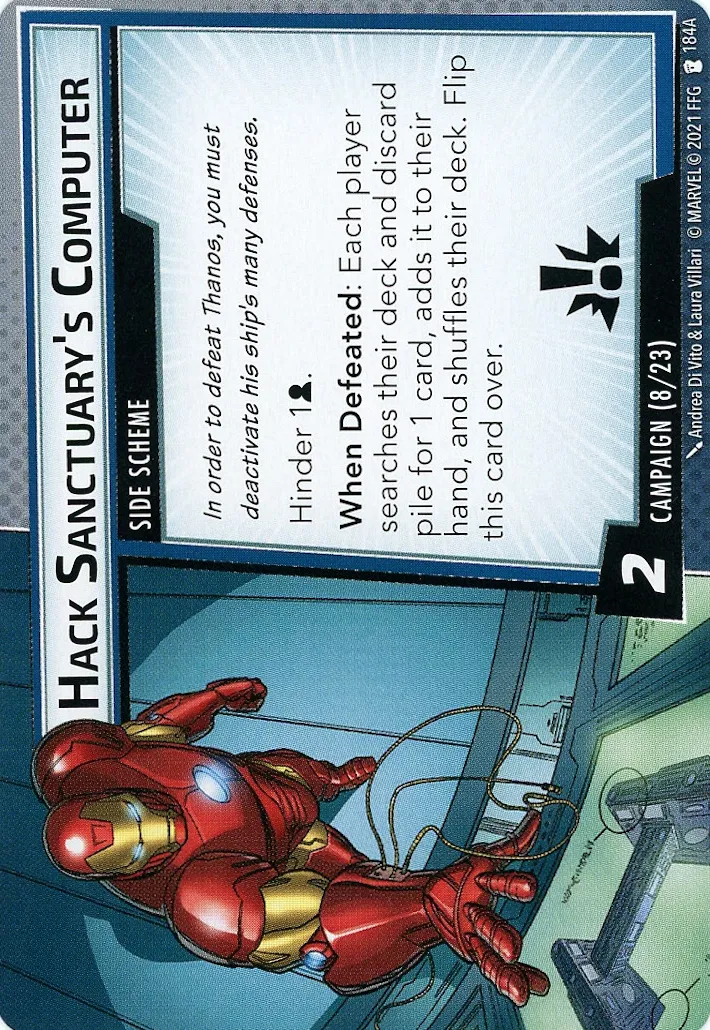 HACK SANCTUARY'S COMPUTER
SIDE SCHEME
In order to defeat Thanos, you must
deactivate his ship's many defenses.
Hinder 1.
When Defeated: Each player
searches their deck and discard
pile for 1 card, adds it to their
hand, and shuffles their deck. Flip
this card over.
2
CAMPAIGN (8/23)
Andrea Di Vito & Laura Villari © MARVEL © 2021 FFG 184A